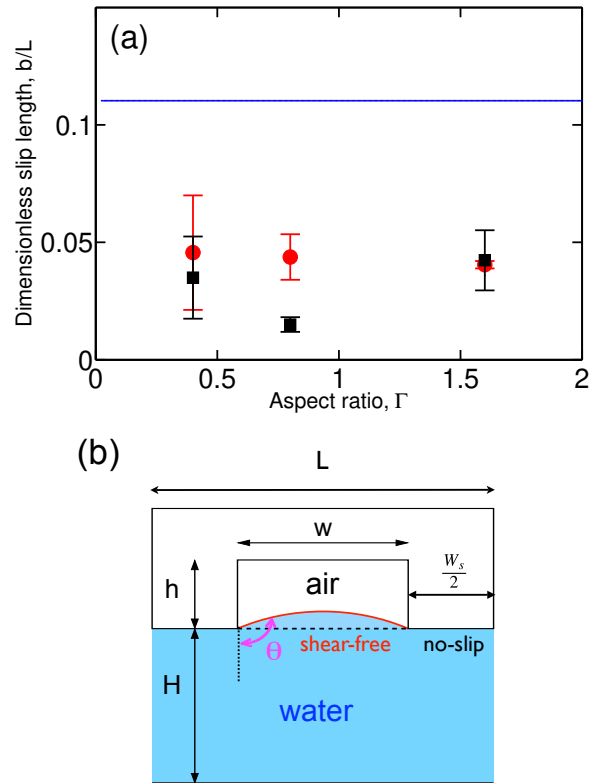 (a)
Dimensionless slip length, b/L
0.1
0.05
0
0
0.5
1
1.5
2
Aspect ratio, Γ
(b)
L
w
W_s/2
h
air
θ
shear-free
no-slip
H
water